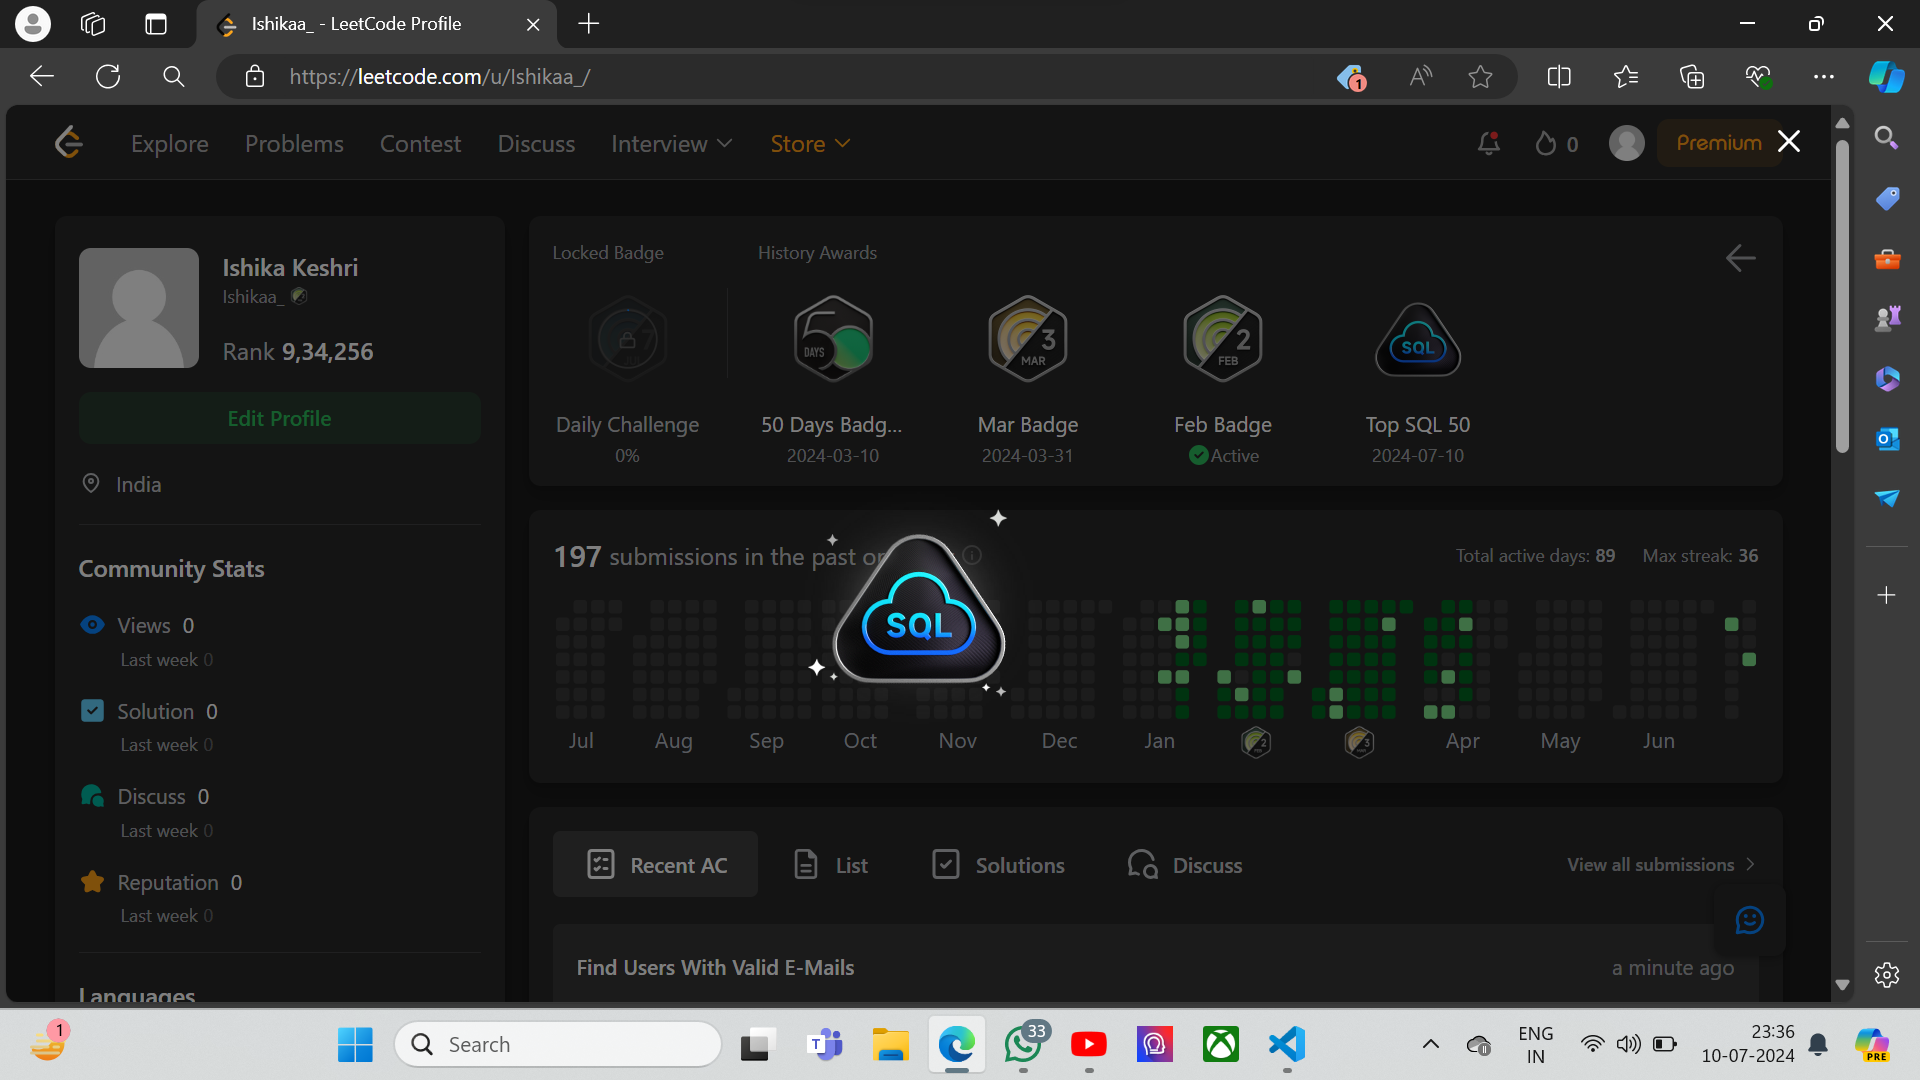 Ishikaa_ - LeetCode Profile
https://leetcode.com/u/Ishikaa_/
1
Explore Problems Contest Discuss Interview Store
0
Premium
Ishika Keshri
Ishikaa_
Rank 9,34,256
Edit Profile
India
Community Stats
Views 0
Last week 0
Solution 0
Last week 0
Discuss 0
Last week 0
Reputation 0
Last week 0
Languages
Locked Badge History Awards
5 DAYS
3 MAR
2 FEB
SQL
Daily Challenge 50 Days Badg... Mar Badge Feb Badge Top SQL 50
0% 2024-03-10 2024-03-31 Active 2024-07-10
197 submissions in the past or
Total active days: 89 Max streak: 36
SQL
Jul Aug Sep Oct Nov Dec Jan Apr May Jun
Recent AC List Solutions Discuss View all submissions
Find Users With Valid E-Mails a minute ago
1
Search
T
33
ENG
IN
23:36
10-07-2024
PRE